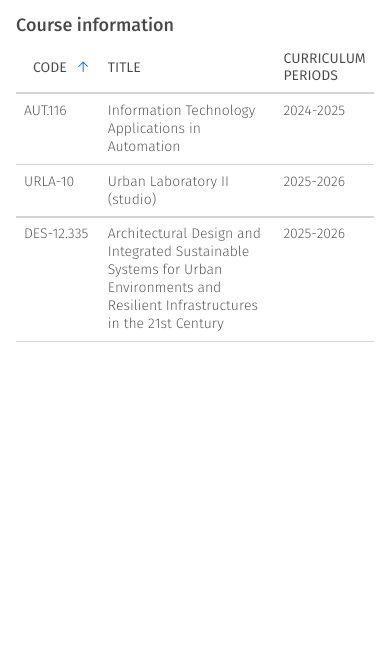 Course information
CODE ↑ TITLE CURRICULUM PERIODS
AUT.116 Information Technology Applications in Automation 2024-2025
URLA-10 Urban Laboratory II (studio) 2025-2026
DES-12.335 Architectural Design and Integrated Sustainable Systems for Urban Environments and Resilient Infrastructures in the 21st Century 2025-2026